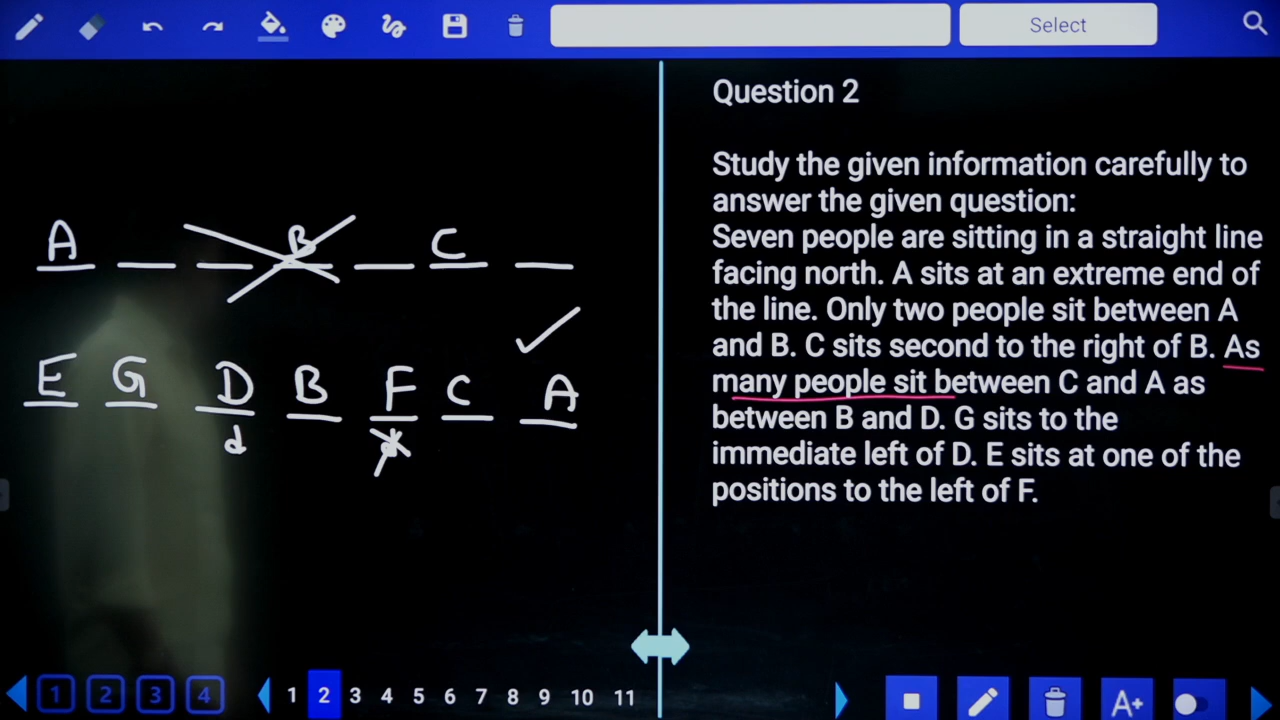 Select
Question 2
Study the given information carefully to
answer the given question:
Seven people are sitting in a straight line
facing north. A sits at an extreme end of
the line. Only two people sit between A
and B. C sits second to the right of B. As
many people sit between C and A as
between B and D. G sits to the
immediate left of D. E sits at one of the
positions to the left of F.
A B C
E G D B F C A
d
1 2 3 4
1 2 3 4 5 6 7 8 9 10 11
A+